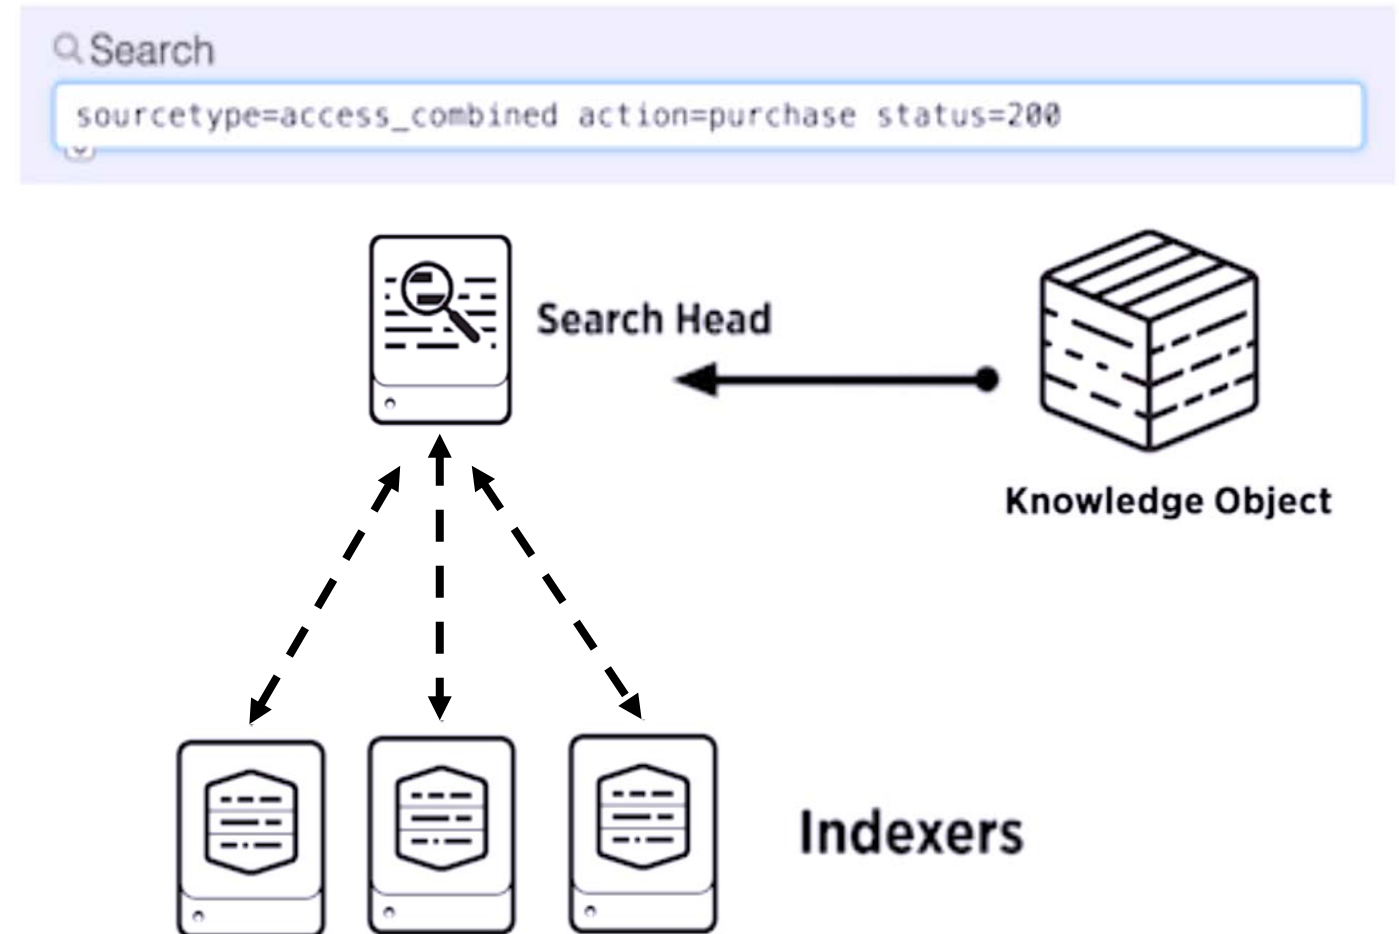 Search
sourcetype=access_combined action=purchase status=200
Search Head
Knowledge Object
Indexers